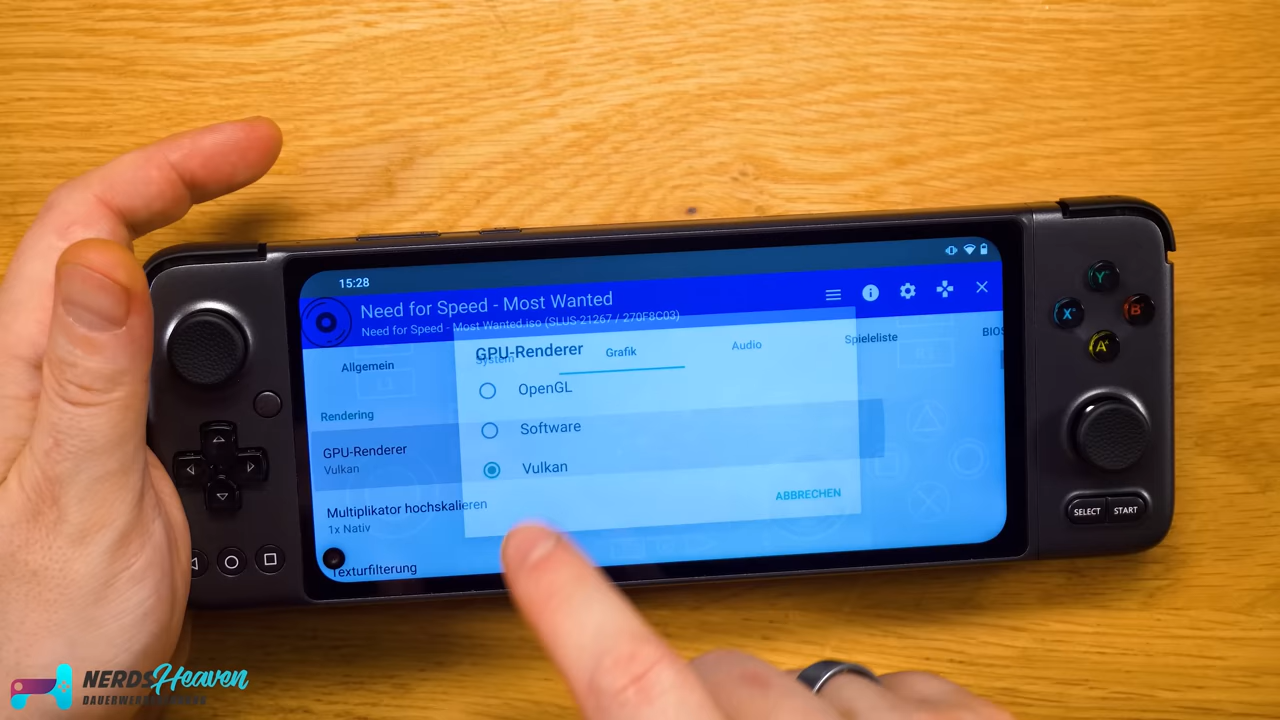 15:28
Need for Speed - Most Wanted
Need for Speed - Most Wanted.iso (SLUS-21267 / 270F8C03)
Allgemein
System
Grafik
Audio
Spieleliste
BIOS
GPU-Renderer
OpenGL
Software
Vulkan
ABBRECHEN
Rendering
GPU-Renderer
Vulkan
Multiplikator hochskalieren
1x Nativ
Texturfilterung
Y
X
B
A
SELECT
START
NERDSHeaven